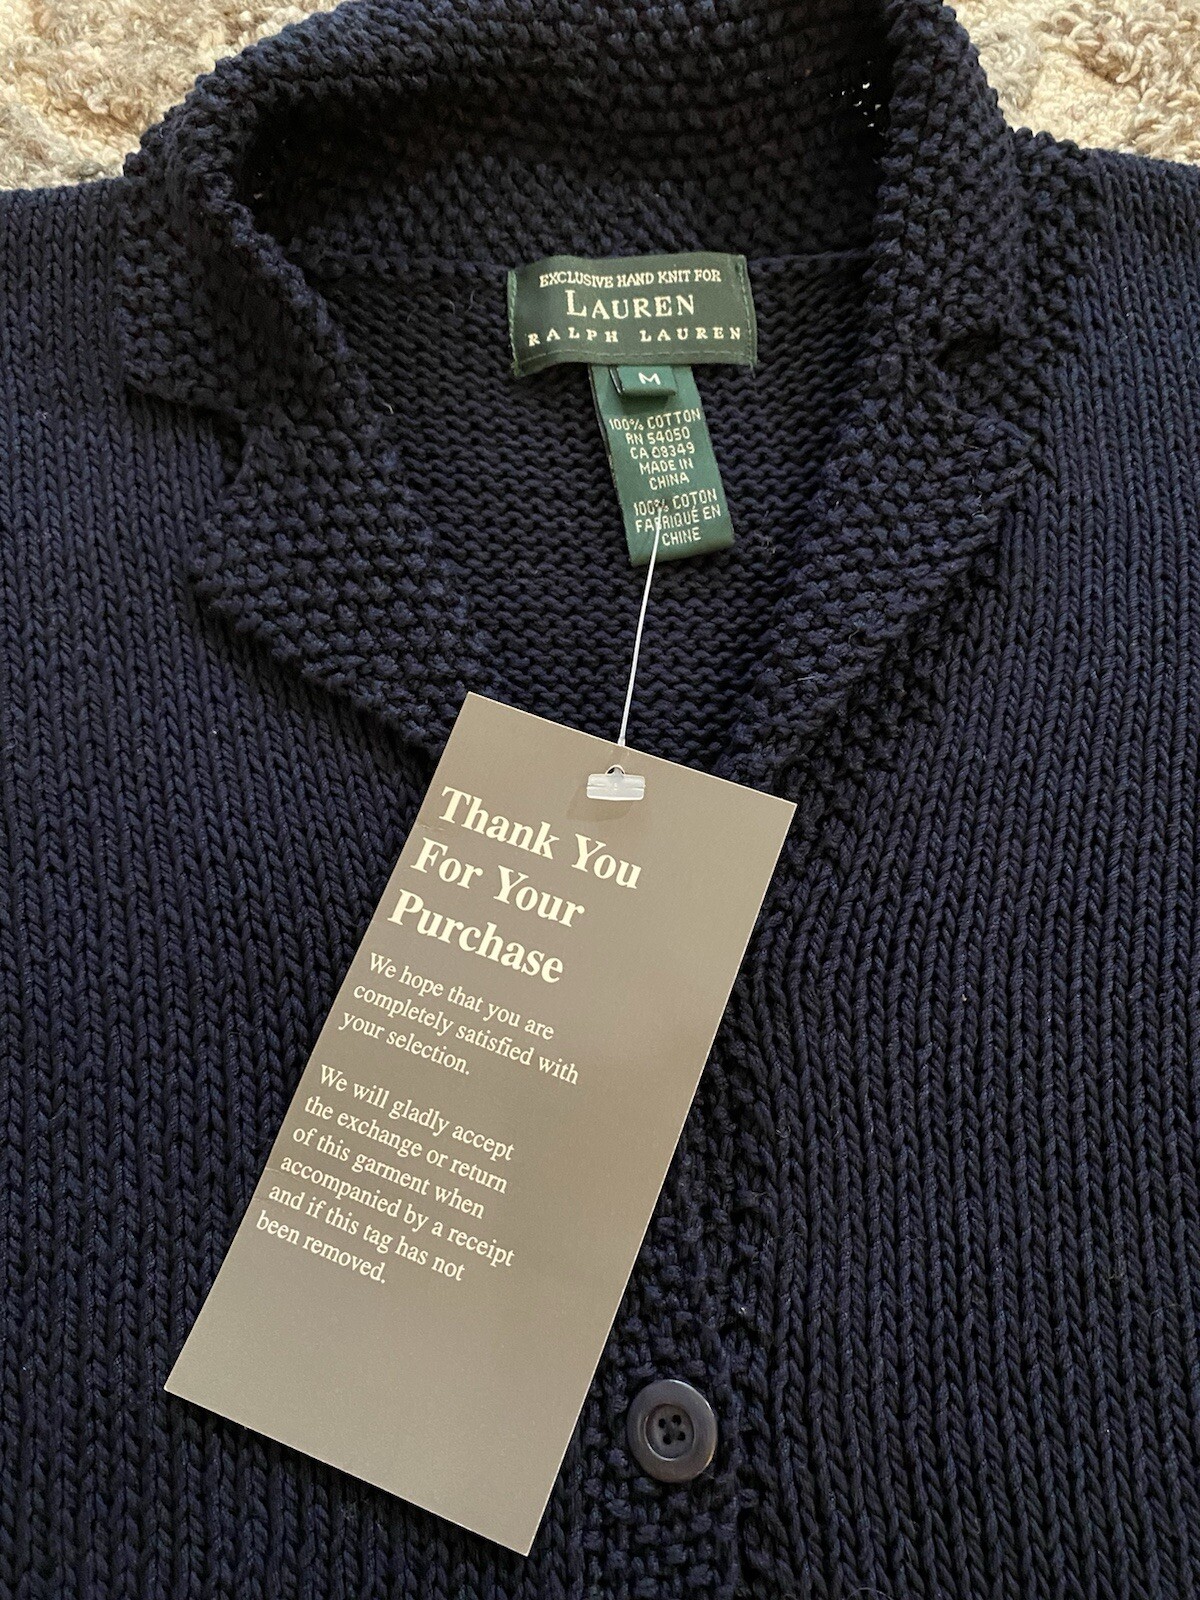 EXCLUSIVE HAND KNIT FOR
LAUREN
RALPH LAUREN
M
100% COTTON
RN 54050
CA 08349
MADE IN
CHINA
100% COTON
FABRIQUÉ EN
CHINE
Thank You
For Your
Purchase
We hope that you are
completely satisfied with
your selection.
We will gladly accept
the exchange or return
of this garment when
accompanied by a receipt
and if this tag has not
been removed.